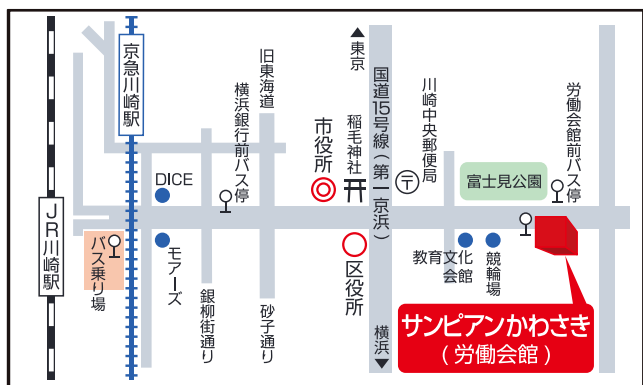 JR川崎駅
京急川崎駅
バス乗り場
DICE
モアーズ
横浜銀行前バス停
銀柳街通り
旧東海道
砂子通り
市役所
稲毛神社
区役所
▲東京
国道15号線(第一京浜)
横浜▼
川崎中央郵便局
〒
富士見公園
労働会館前バス停
教育文化
会館
競輪場
サンピアンかわさき
(労働会館)